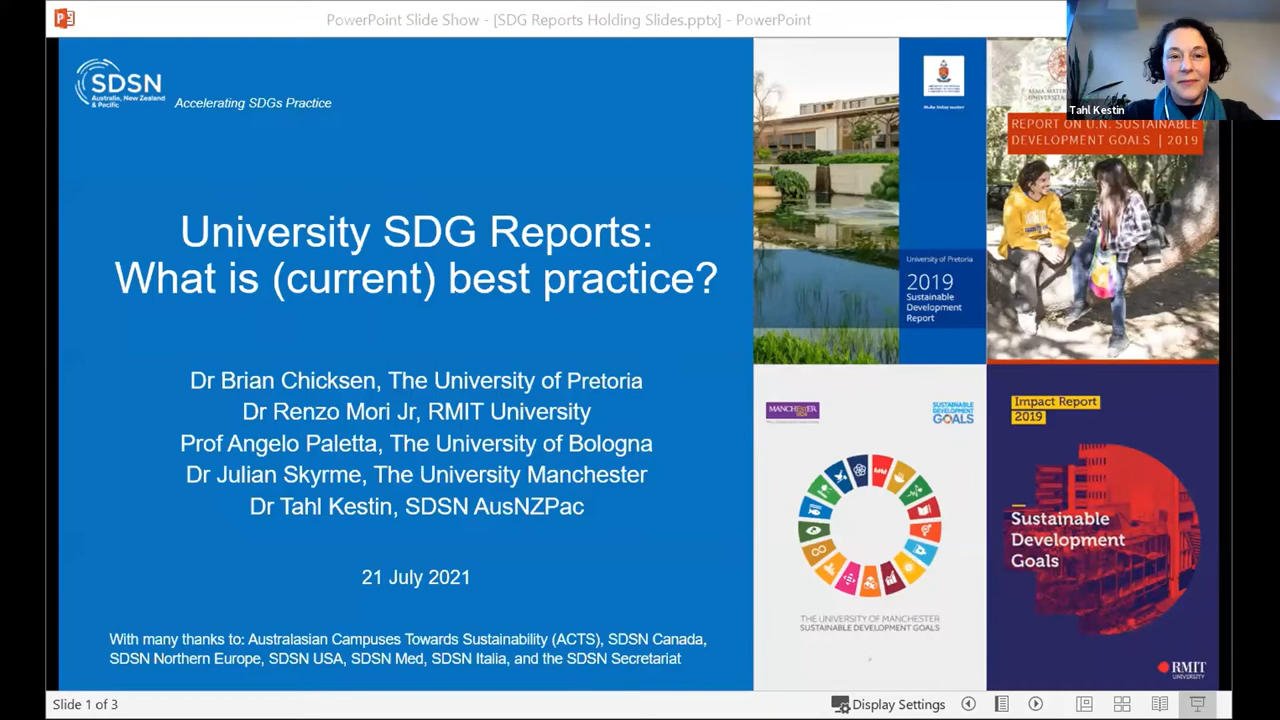 PowerPoint Slide Show - [SDG Reports Holding Slides.pptx] - PowerPoint
Tahl Kestin
SDSN
Australia, New Zealand
& Pacific
Accelerating SDGs Practice
University SDG Reports:
What is (current) best practice?
Dr Brian Chicksen, The University of Pretoria
Dr Renzo Mori Jr, RMIT University
Prof Angelo Paletta, The University of Bologna
Dr Julian Skyrme, The University Manchester
Dr Tahl Kestin, SDSN AusNZPac
21 July 2021
With many thanks to: Australasian Campuses Towards Sustainability (ACTS), SDSN Canada,
SDSN Northern Europe, SDSN USA, SDSN Med, SDSN Italia, and the SDSN Secretariat
University of Pretoria
2019
Sustainable
Development
Report
REPORT ON U.N. SUSTAINABLE
DEVELOPMENT GOALS | 2019
MANCHESTER
SUSTAINABLE
DEVELOPMENT
GOALS
THE UNIVERSITY OF MANCHESTER
SUSTAINABLE DEVELOPMENT GOALS
Impact Report
2019
Sustainable
Development
Goals
RMIT
UNIVERSITY
Slide 1 of 3
Display Settings